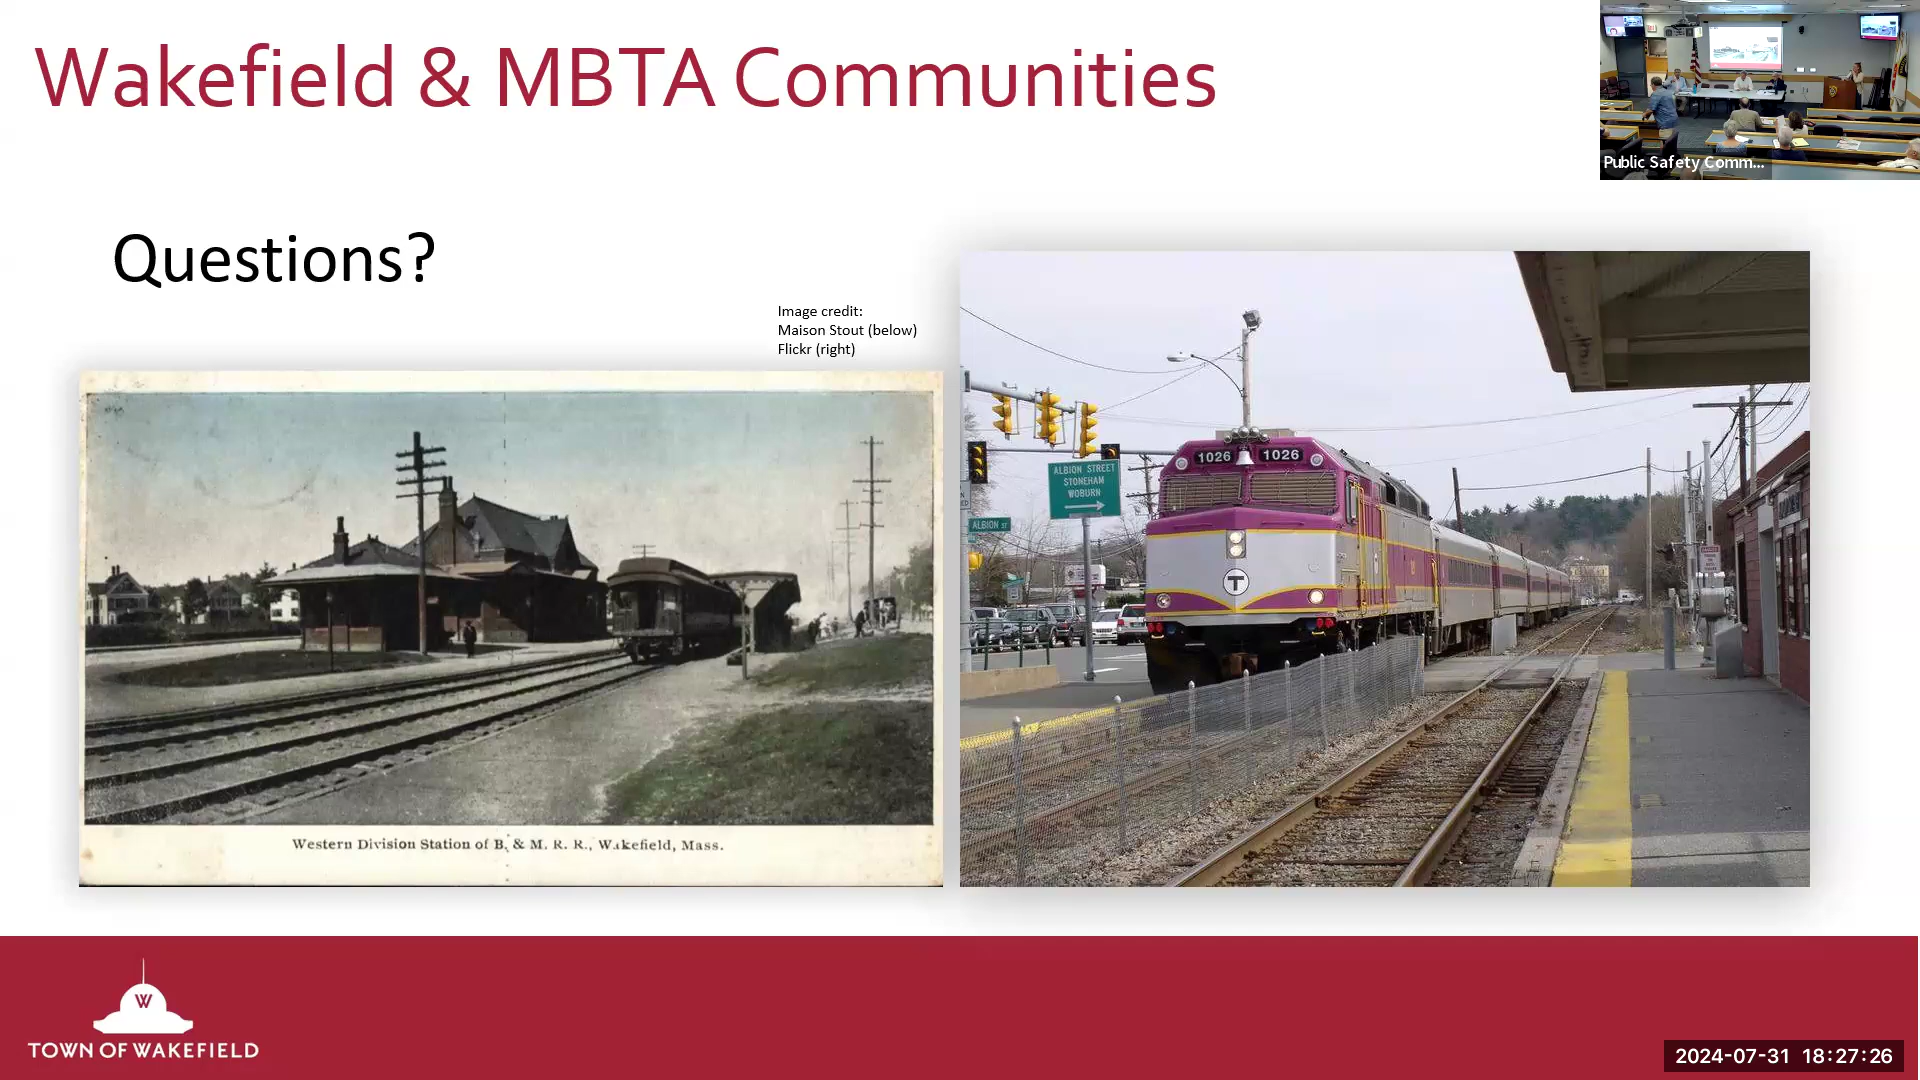 Wakefield & MBTA Communities
Public Safety Comm...
Questions?
Image credit:
Maison Stout (below)
Flickr (right)
1026 1026
ALBION STREET
STONEHAM
WOBURN
ALBION ST
T
Western Division Station of B. & M. R. R., Wakefield, Mass.
W
TOWN OF WAKEFIELD
2024-07-31 18:27:26